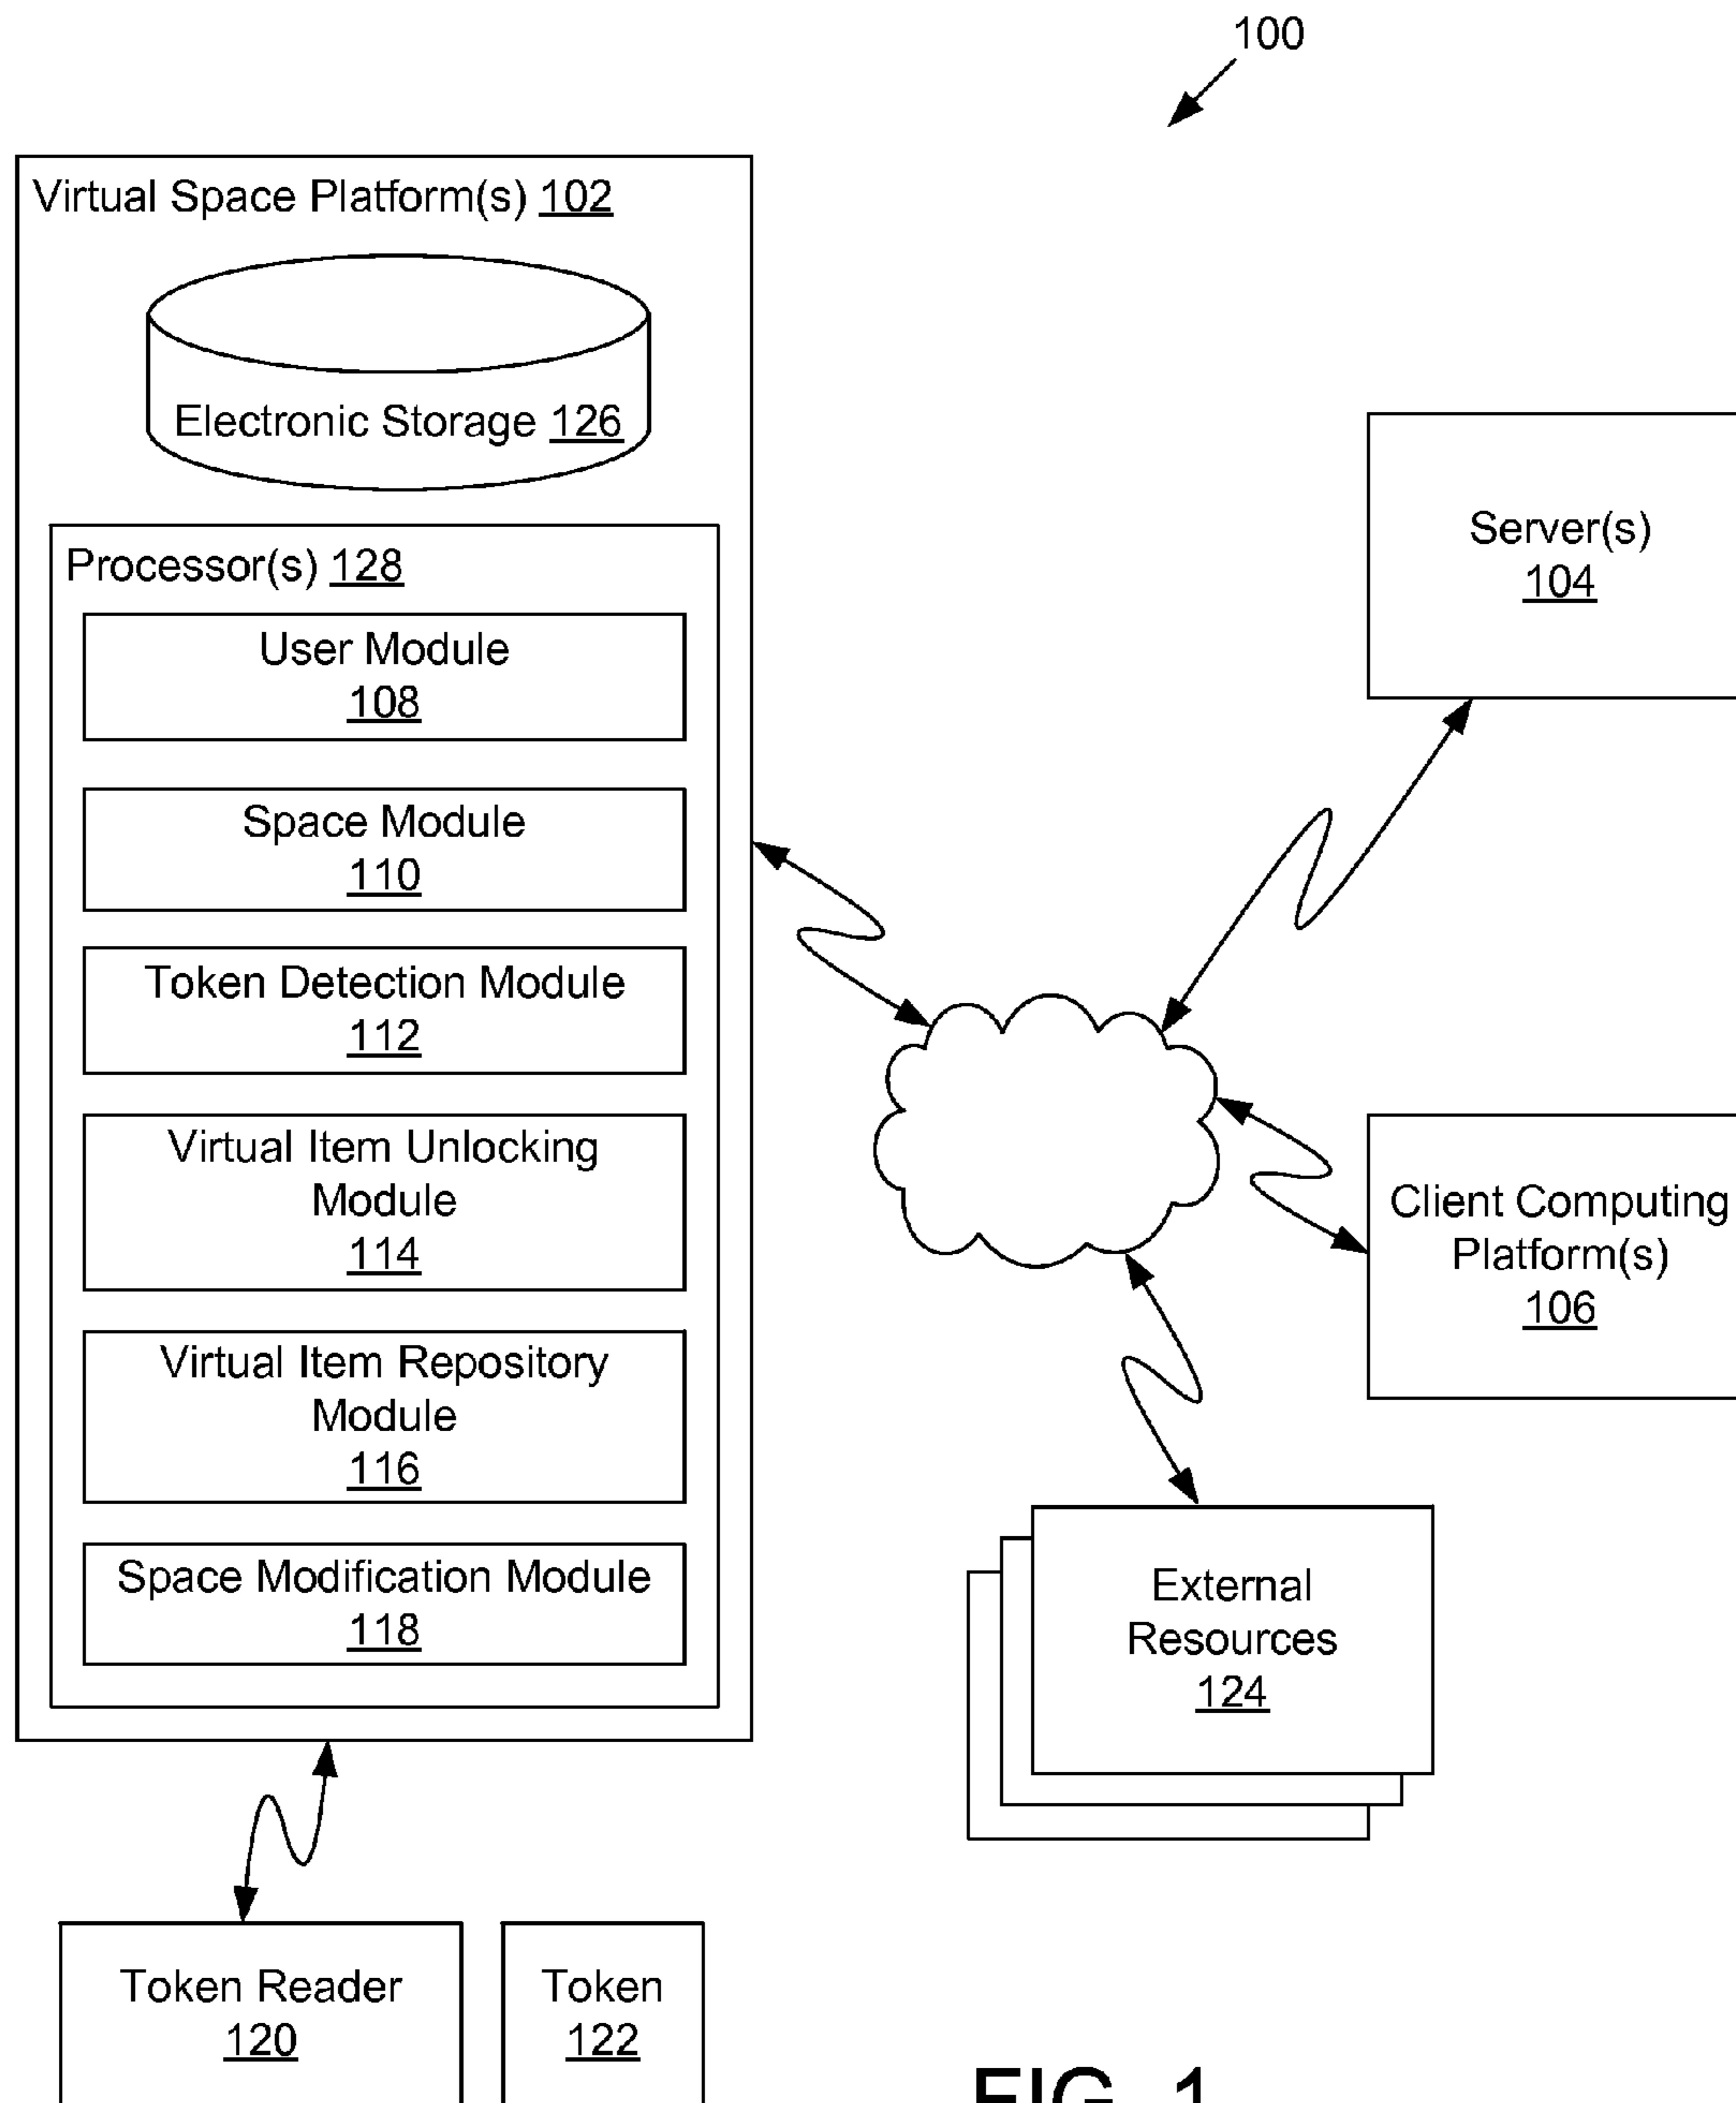 100
Virtual Space Platform(s) 102
Electronic Storage 126
Processor(s) 128
User Module
108
Space Module
110
Token Detection Module
112
Virtual Item Unlocking
Module
114
Virtual Item Repository
Module
116
Space Modification Module
118
Server(s)
104
Client Computing
Platform(s)
106
External
Resources
124
Token Reader
120
Token
122
FIG. 1